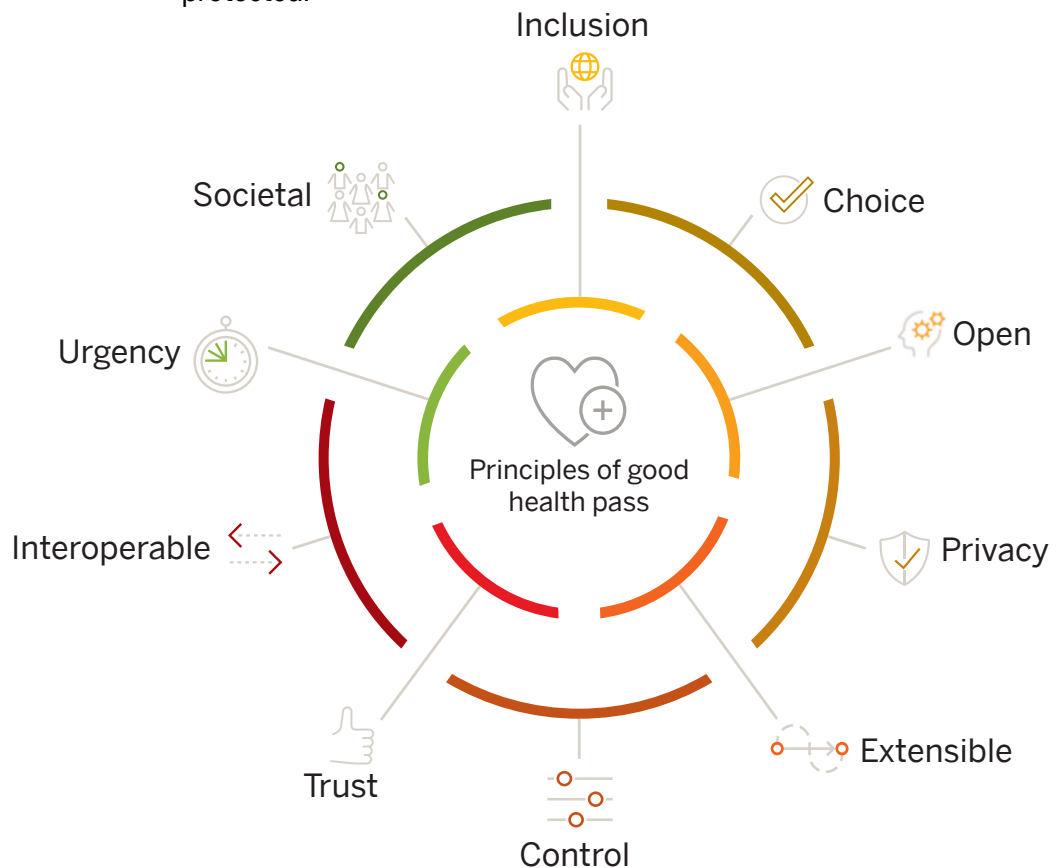 Inclusion
Societal
Choice
Urgency
Open
Principles of good
health pass
Interoperable
Privacy
Extensible
Trust
Control